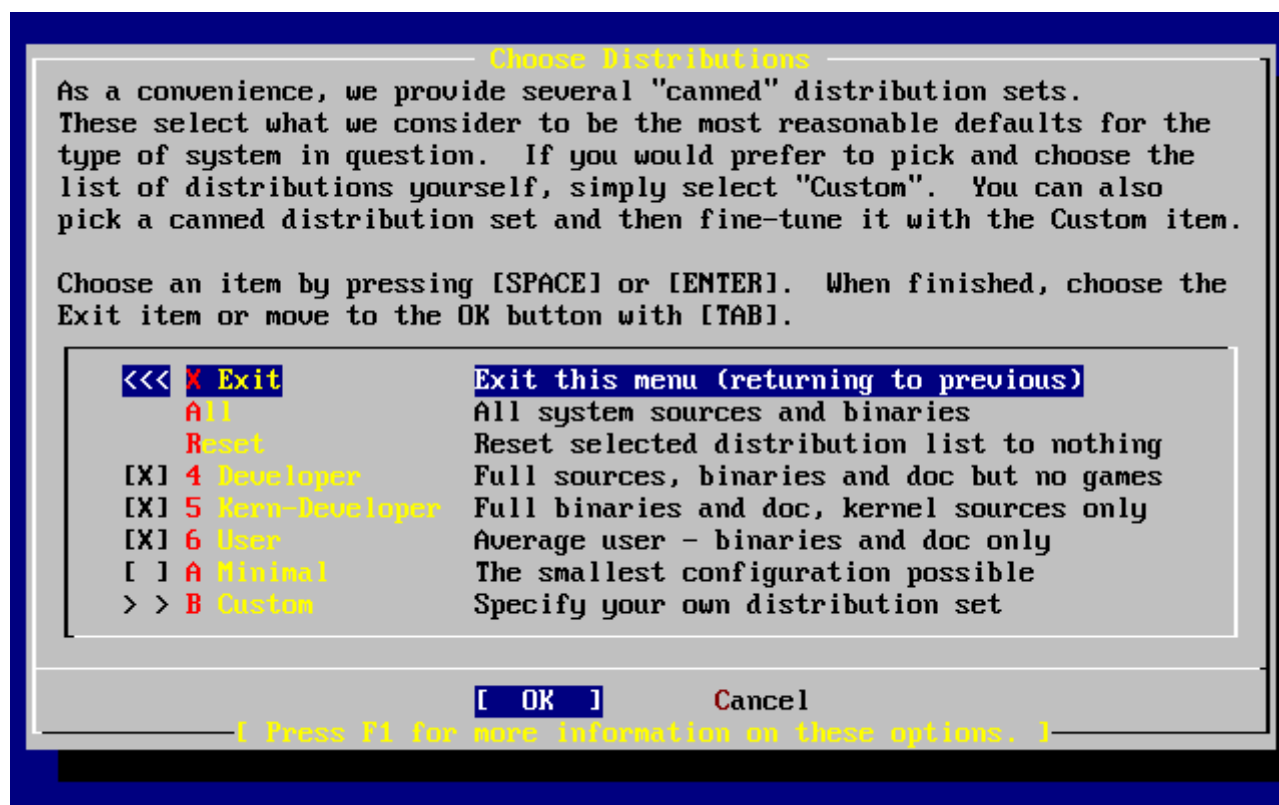 Choose Distributions
As a convenience, we provide several "canned" distribution sets.
These select what we consider to be the most reasonable defaults for the
type of system in question.  If you would prefer to pick and choose the
list of distributions yourself, simply select "Custom".  You can also
pick a canned distribution set and then fine-tune it with the Custom item.
Choose an item by pressing [SPACE] or [ENTER].  When finished, choose the
Exit item or move to the OK button with [TAB].
<<< X Exit Exit this menu (returning to previous)
All All system sources and binaries
Reset Reset selected distribution list to nothing
[X] 4 Developer Full sources, binaries and doc but no games
[X] 5 Kern-Developer Full binaries and doc, kernel sources only
[X] 6 User Average user - binaries and doc only
[ ] A Minimal The smallest configuration possible
> > B Custom Specify your own distribution set
[ OK ] Cancel
[ Press F1 for more information on these options. ]